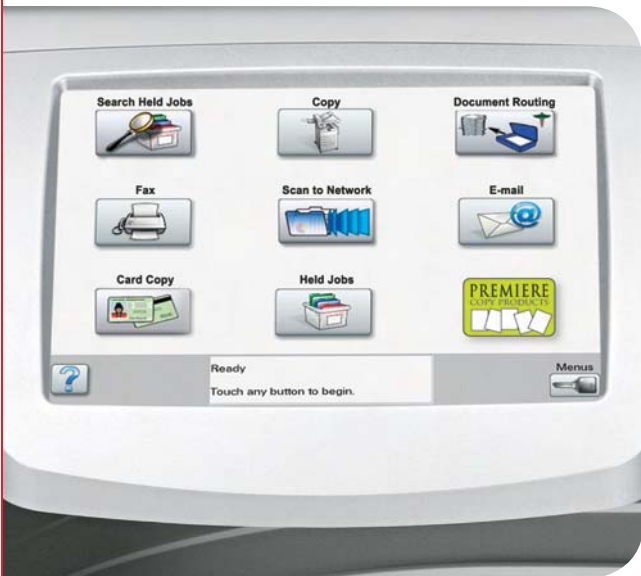 Search Held Jobs
Copy
Document Routing
Fax
Scan to Network
E-mail
Card Copy
Held Jobs
PREMIERE
COPY PRODUCTS
Ready
Touch any button to begin.
Menus
?